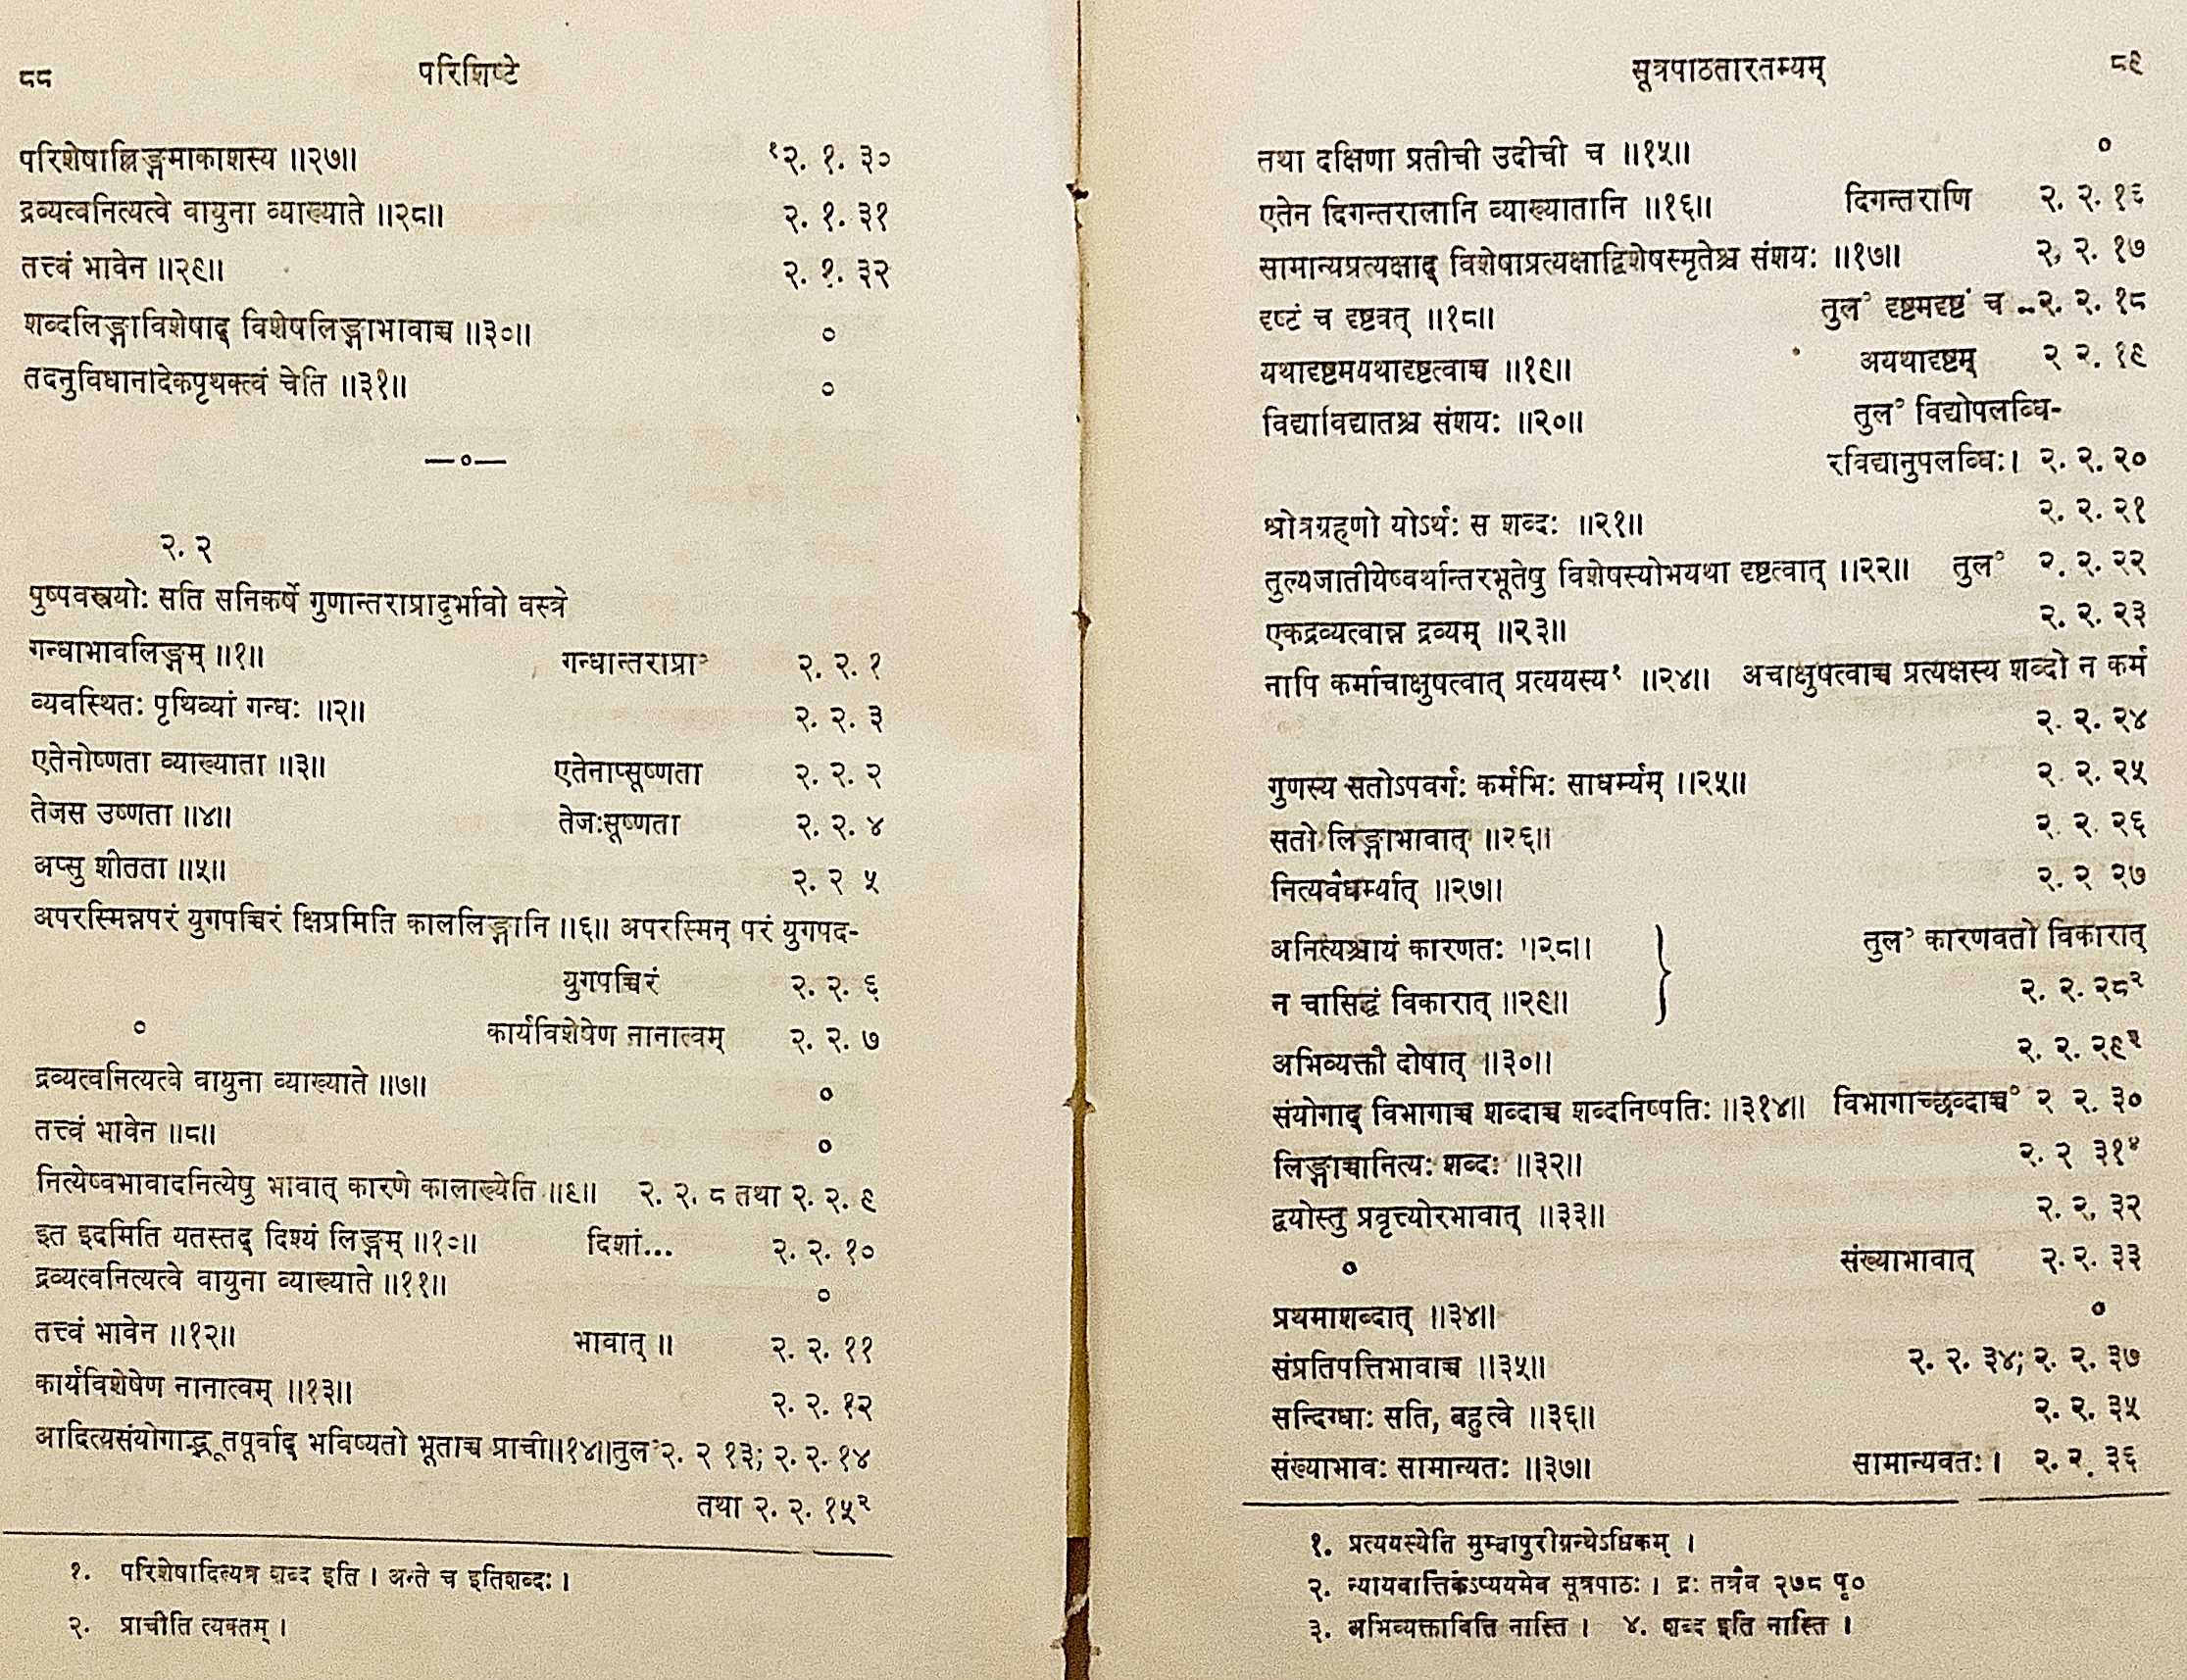 ८८ परिशिष्टे
परिशेषाल्लिङ्गमाकाशस्य ॥२७॥ १२. १. ३०
द्रव्यत्वनित्यत्वे वायुना व्याख्याते ॥२८॥ २. १. ३१
तत्त्वं भावेन ॥२९॥ २. १. ३२
शब्दलिङ्गाविशेषाद् विशेषलिङ्गाभावाच्च ॥३०॥ ०
तदनुविधानादेकपृथक्त्वं चेति ॥३१॥ ०
—०—
२. २
पुष्पवस्त्रयोः सति सनिकर्षे गुणान्तराप्रादुर्भावो वस्त्रे
गन्धाभावलिङ्गम् ॥१॥ गन्धान्तराप्रा॰ २. २. १
व्यवस्थितः पृथिव्यां गन्धः ॥२॥ २. २. ३
एतेनोष्णता व्याख्याता ॥३॥ एतेनाप्सूष्णता २. २. २
तेजस उष्णता ॥४॥ तेजःसूष्णता २. २. ४
अप्सु शीतता ॥५॥ २. २ ५
अपरस्मिन्नपरं युगपच्चिरं क्षिप्रमिति काललिङ्गानि ॥६॥ अपरस्मिन् परं युगपद-
युगपच्चिरं २. २. ६
० कार्यविशेषेण नानात्वम् २. २. ७
द्रव्यत्वनित्यत्वे वायुना व्याख्याते ॥७॥ ०
तत्त्वं भावेन ॥८॥ ०
नित्येष्वभावादनित्येषु भावात् कारणे कालाख्येति ॥९॥ २. २. ८ तथा २. २. ९
इत इदमिति यतस्तद् दिश्यं लिङ्गम् ॥१०॥ दिशां... २. २. १०
द्रव्यत्वनित्यत्वे वायुना व्याख्याते ॥११॥ ०
तत्त्वं भावेन ॥१२॥ भावात् ॥ २. २. ११
कार्यविशेषेण नानात्वम् ॥१३॥ २. २. १२
आदित्यसंयोगाद्भूतपूर्वाद् भविष्यतो भूताच्च प्राची॥१४॥तुल॰२. २ १३; २. २. १४
तथा २. २. १५२
१. परिशेषादित्यत्र शब्द इति । अन्ते च इतिशब्दः ।
२. प्राचीति त्यक्तम् ।
सूत्रपाठतारतम्यम् ८९
तथा दक्षिणा प्रतीची उदीची च ॥१५॥ ०
एतेन दिगन्तरालानि व्याख्यातानि ॥१६॥ दिगन्तराणि २. २. १६
सामान्यप्रत्यक्षाद् विशेषाप्रत्यक्षाद्विशेषस्मृतेश्च संशयः ॥१७॥ २, २. १७
दृष्टं च दृष्टवत् ॥१८॥ तुल॰ दृष्टमदृष्टं च ..२. २. १८
यथादृष्टमयथादृष्टत्वाच्च ॥१९॥ अयथादृष्टम् २ २. १९
विद्याविद्यातश्च संशयः ॥२०॥ तुल॰ विद्योपलब्धि-
रविद्यानुपलब्धिः। २. २. २०
श्रोत्रग्रहणो योऽर्थः स शब्दः ॥२१॥ २. २. २१
तुल्यजातीयेष्वर्थान्तरभूतेषु विशेषस्योभयथा दृष्टत्वात् ॥२२॥ तुल॰ २. २. २२
एकद्रव्यत्वान्न द्रव्यम् ॥२३॥ २. २. २३
नापि कर्माचाक्षुषत्वात् प्रत्ययस्य१ ॥२४॥ अचाक्षुषत्वाच्च प्रत्यक्षस्य शब्दो न कर्म
२. २. २४
गुणस्य सतोऽपवर्गः कर्मभिः साधर्म्यम् ॥२५॥ २. २. २५
सतो लिङ्गाभावात् ॥२६॥ २. २. २६
नित्यवैधर्म्यात् ॥२७॥ २. २ २७
अनित्यश्चायं कारणतः ॥२८॥ तुल॰ कारणवतो विकारात्
न चासिद्धं विकारात् ॥२९॥ २. २. २८२
अभिव्यक्तौ दोषात् ॥३०॥ २. २. २९३
संयोगाद् विभागाच्च शब्दाच्च शब्दनिष्पतिः ॥३१४॥ विभागाच्छब्दाच्च॰ २ २. ३०
लिङ्गाच्चानित्यः शब्दः ॥३२॥ २. २ ३१४
द्वयोस्तु प्रवृत्त्योरभावात् ॥३३॥ २. २, ३२
० संख्याभावात् २. २. ३३
प्रथमाशब्दात् ॥३४॥ ०
संप्रतिपत्तिभावाच्च ॥३५॥ २. २. ३४; २. २. ३७
सन्दिग्धाः सति, बहुत्वे ॥३६॥ २. २. ३५
संख्याभावः सामान्यतः ॥३७॥ सामान्यवतः । २. २. ३६
१. प्रत्ययस्येति मुम्बापुरीग्रन्थेऽधिकम् ।
२. न्यायवार्त्तिकेऽप्ययमेव सूत्रपाठः । द्रः तत्रैव २७८ पृ०
३. अभिव्यक्ताविति नास्ति । ४. शब्द इति नास्ति ।